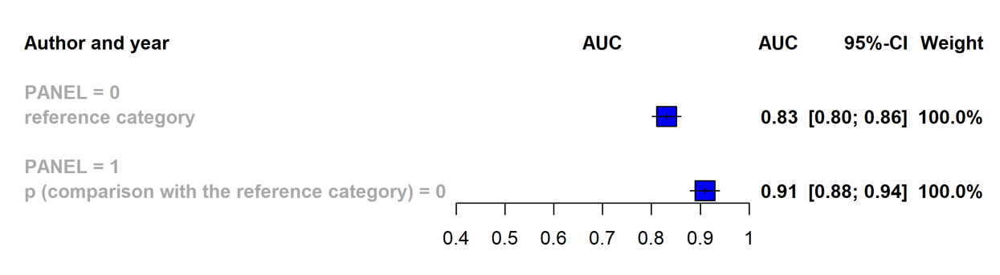 Author and year AUC AUC 95%-CI Weight
PANEL = 0
reference category 0.83 [0.80; 0.86] 100.0%
PANEL = 1
p (comparison with the reference category) = 0 0.91 [0.88; 0.94] 100.0%
0.4 0.5 0.6 0.7 0.8 0.9 1